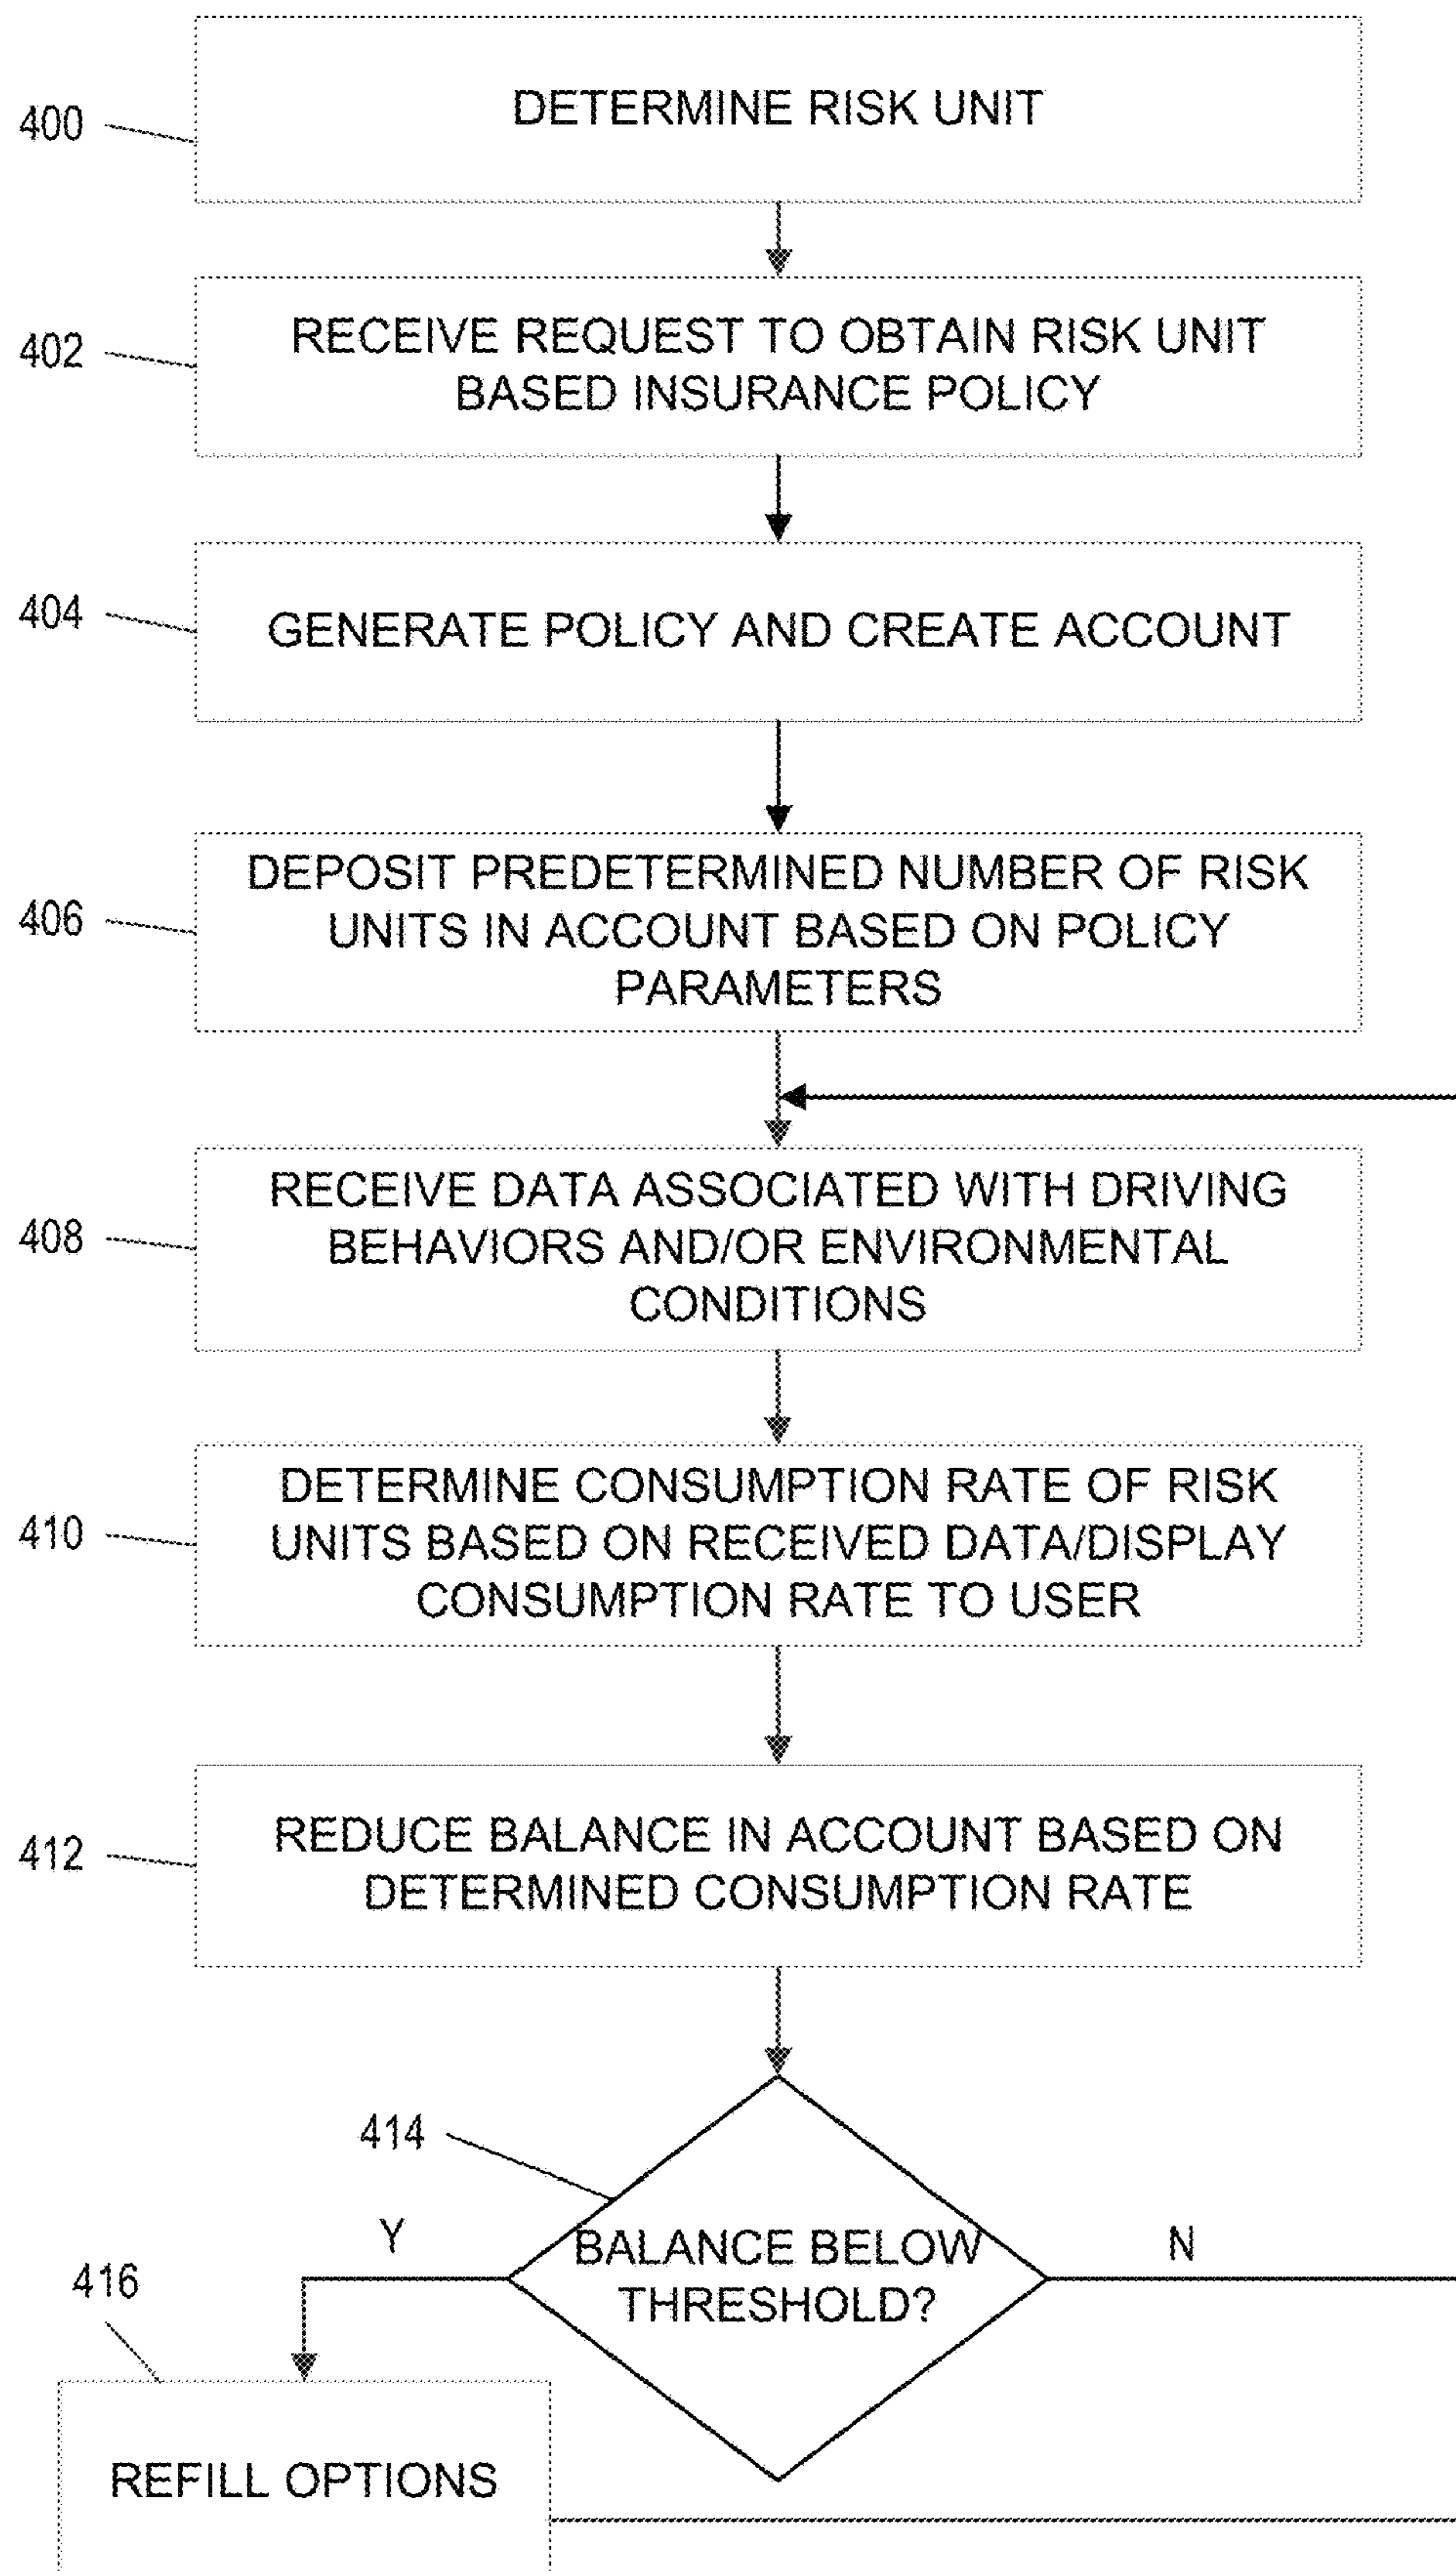 400
DETERMINE RISK UNIT
402
RECEIVE REQUEST TO OBTAIN RISK UNIT
BASED INSURANCE POLICY
404
GENERATE POLICY AND CREATE ACCOUNT
406
DEPOSIT PREDETERMINED NUMBER OF RISK
UNITS IN ACCOUNT BASED ON POLICY
PARAMETERS
408
RECEIVE DATA ASSOCIATED WITH DRIVING
BEHAVIORS AND/OR ENVIRONMENTAL
CONDITIONS
410
DETERMINE CONSUMPTION RATE OF RISK
UNITS BASED ON RECEIVED DATA/DISPLAY
CONSUMPTION RATE TO USER
412
REDUCE BALANCE IN ACCOUNT BASED ON
DETERMINED CONSUMPTION RATE
414
Y
BALANCE BELOW
THRESHOLD?
N
416
REFILL OPTIONS